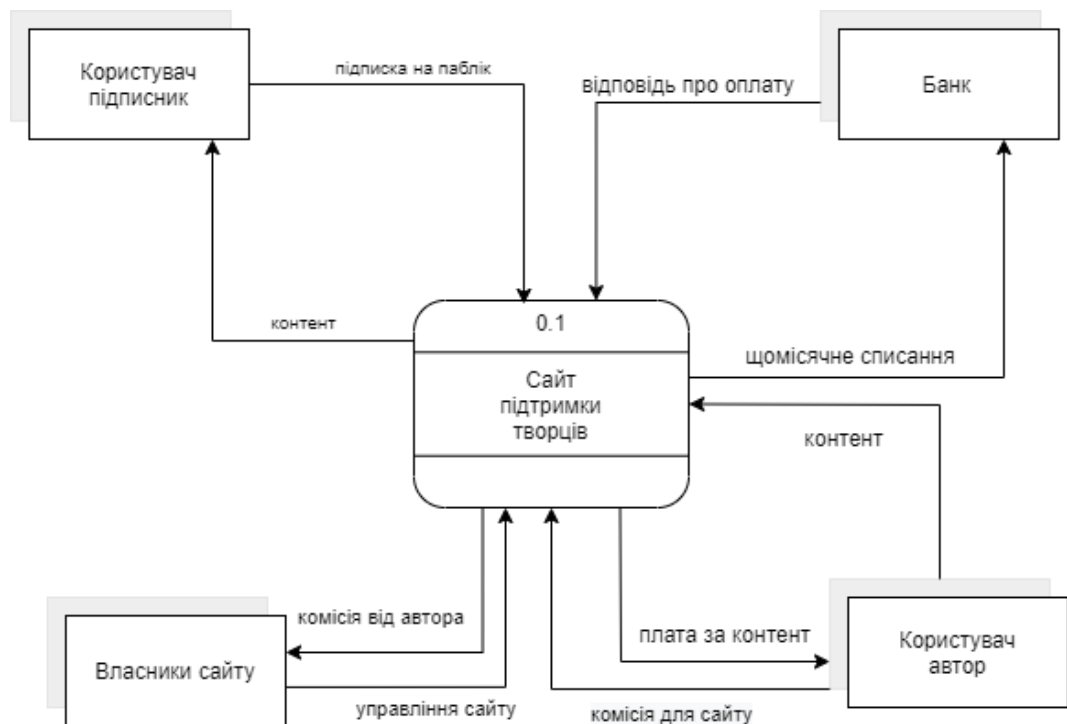 Користувач
підписник
підписка на паблік
відповідь про оплату
Банк
контент
0.1
Сайт
підтримки
творців
щомісячне списання
контент
комісія від автора
Власники сайту
управління сайту
плата за контент
Користувач
автор
комісія для сайту